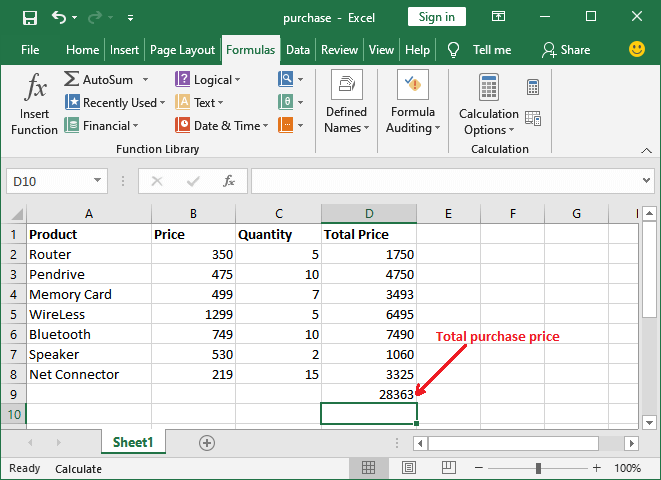 purchase - Excel
Sign in
File Home Insert Page Layout Formulas Data Review View Help Tell me Share
fx
Insert Function
AutoSum
Recently Used
Financial
Logical
Text
Date & Time
θ
Defined Names
Formula Auditing
Calculation Options
Function Library
Calculation
D10
fx
A B C D E F G H
1 Product Price Quantity Total Price
2 Router 350 5 1750
3 Pendrive 475 10 4750
4 Memory Card 499 7 3493
5 WireLess 1299 5 6495
6 Bluetooth 749 10 7490
Total purchase price
7 Speaker 530 2 1060
8 Net Connector 219 15 3325
9 28363
10
Sheet1
Ready Calculate 100%